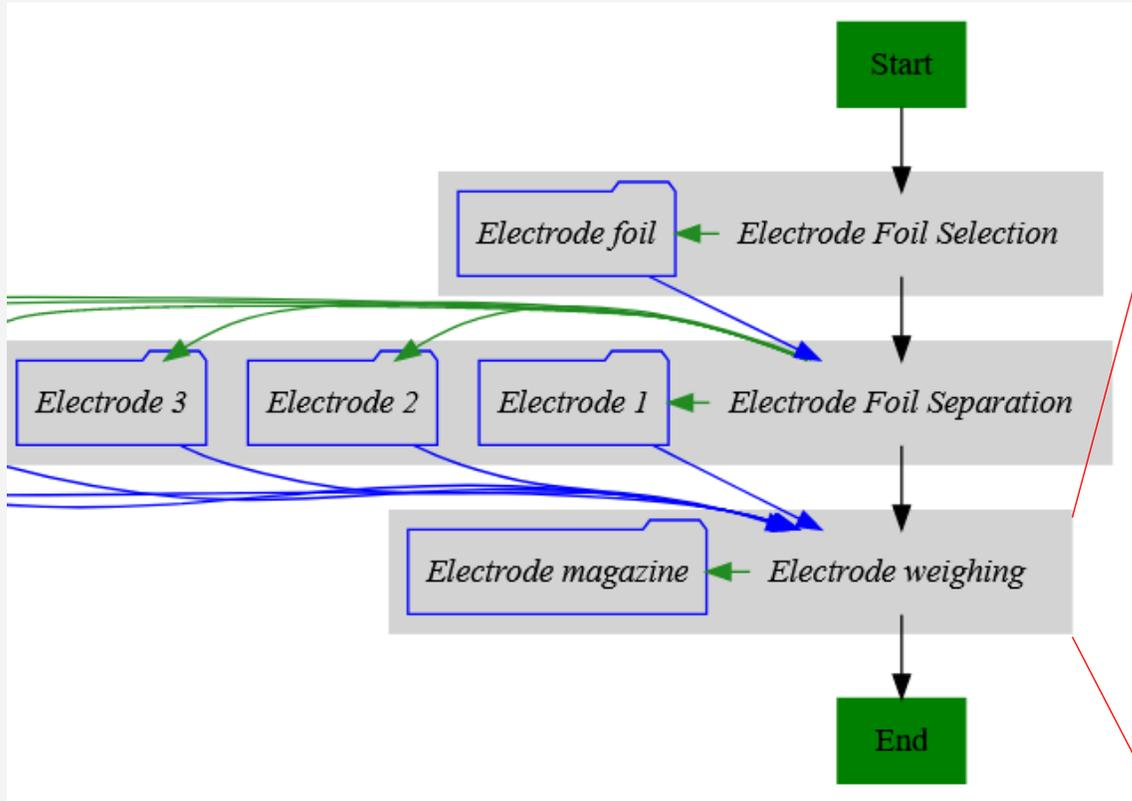 Start
Electrode foil
Electrode Foil Selection
Electrode 3
Electrode 2
Electrode 1
Electrode Foil Separation
Electrode magazine
Electrode weighing
End